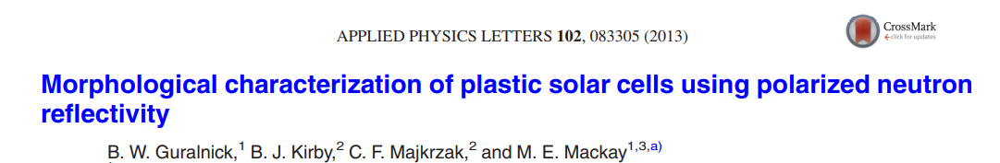 APPLIED PHYSICS LETTERS 102, 083305 (2013)
CrossMark
click for updates
Morphological characterization of plastic solar cells using polarized neutron
reflectivity
B. W. Guralnick,1 B. J. Kirby,2 C. F. Majkrzak,2 and M. E. Mackay1,3,a)